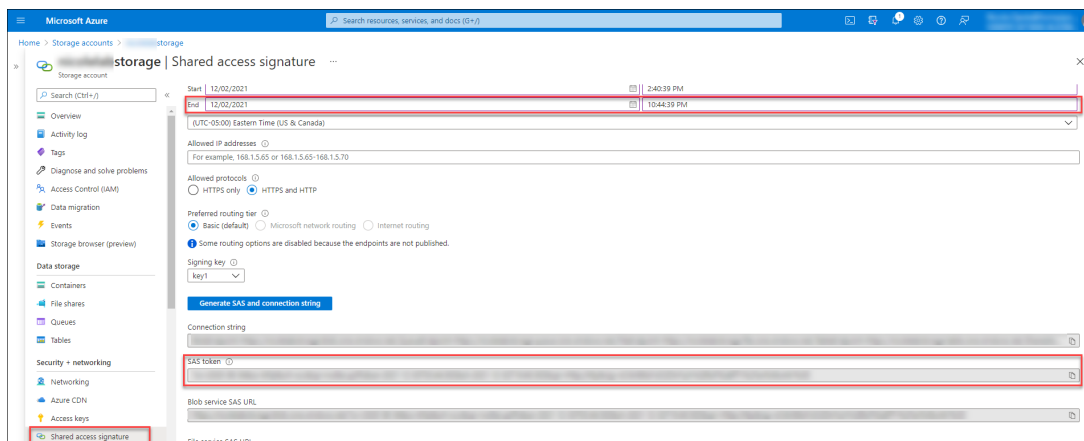 Microsoft Azure
Search resources, services, and docs (G+/)
Home > Storage accounts > storage
storage | Shared access signature ...
Storage account
Search (Ctrl+/)
Overview
Activity log
Tags
Diagnose and solve problems
Access Control (IAM)
Data migration
Events
Storage browser (preview)
Data storage
Containers
File shares
Queues
Tables
Security + networking
Networking
Azure CDN
Access keys
Shared access signature
Start 12/02/2021 2:40:39 PM
End 12/02/2021 10:44:39 PM
(UTC-05:00) Eastern Time (US & Canada)
Allowed IP addresses
For example, 168.1.5.65 or 168.1.5.65-168.1.5.70
Allowed protocols
HTTPS only HTTPS and HTTP
Preferred routing tier
Basic (default) Microsoft network routing Internet routing
Some routing options are disabled because the endpoints are not published.
Signing key
key1
Generate SAS and connection string
Connection string
SAS token
Blob service SAS URL
File service SAS URL